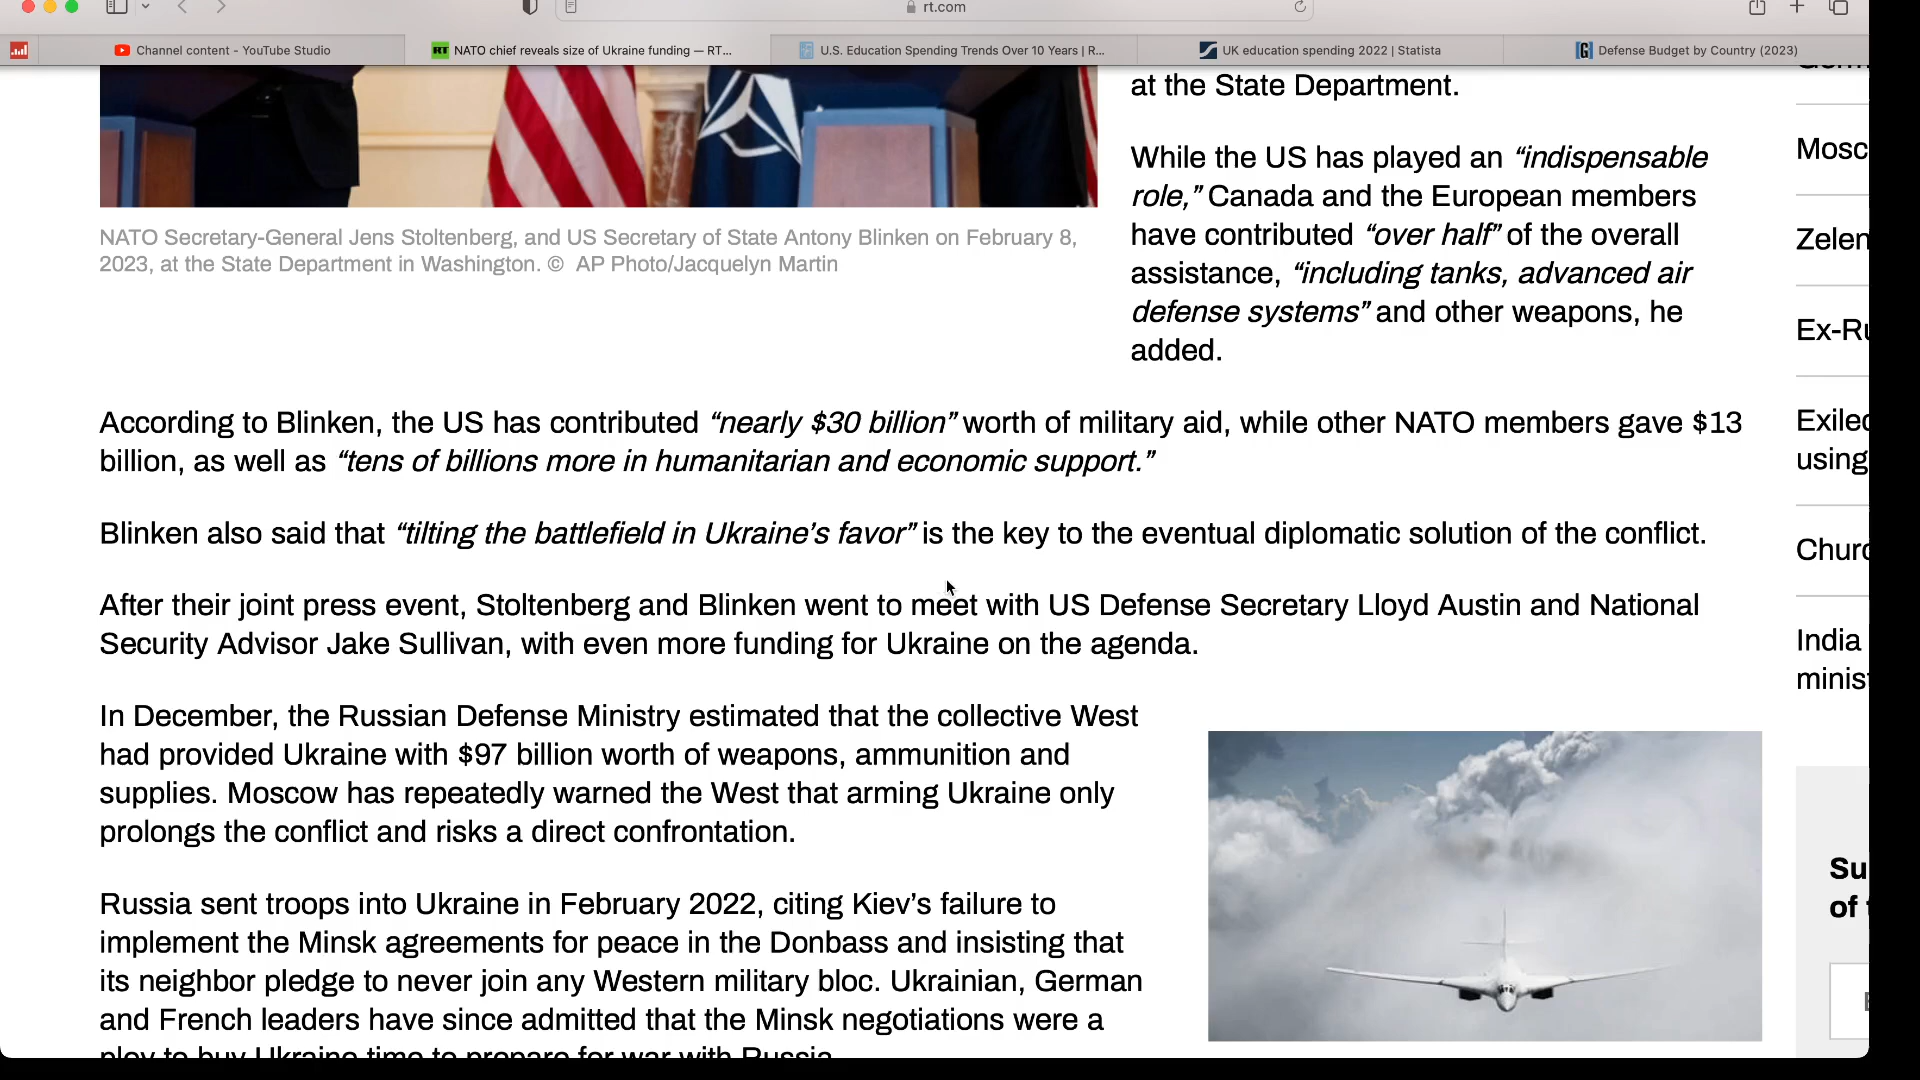 rt.com
Channel content - YouTube Studio
RT NATO chief reveals size of Ukraine funding — RT...
U.S. Education Spending Trends Over 10 Years | R...
UK education spending 2022 | Statista
Defense Budget by Country (2023)
at the State Department.
While the US has played an “indispensable
role,” Canada and the European members
have contributed “over half” of the overall
assistance, “including tanks, advanced air
defense systems” and other weapons, he
added.
NATO Secretary-General Jens Stoltenberg, and US Secretary of State Antony Blinken on February 8,
2023, at the State Department in Washington. © AP Photo/Jacquelyn Martin
According to Blinken, the US has contributed “nearly $30 billion” worth of military aid, while other NATO members gave $13
billion, as well as “tens of billions more in humanitarian and economic support.”
Blinken also said that “tilting the battlefield in Ukraine’s favor” is the key to the eventual diplomatic solution of the conflict.
After their joint press event, Stoltenberg and Blinken went to meet with US Defense Secretary Lloyd Austin and National
Security Advisor Jake Sullivan, with even more funding for Ukraine on the agenda.
In December, the Russian Defense Ministry estimated that the collective West
had provided Ukraine with $97 billion worth of weapons, ammunition and
supplies. Moscow has repeatedly warned the West that arming Ukraine only
prolongs the conflict and risks a direct confrontation.
Russia sent troops into Ukraine in February 2022, citing Kiev’s failure to
implement the Minsk agreements for peace in the Donbass and insisting that
its neighbor pledge to never join any Western military bloc. Ukrainian, German
and French leaders have since admitted that the Minsk negotiations were a
ploy to buy Ukraine time to prepare for war with Russia.
Mosc
Zelen
Ex-Ru
Exiled
using
Churc
India
minist
Su
of t